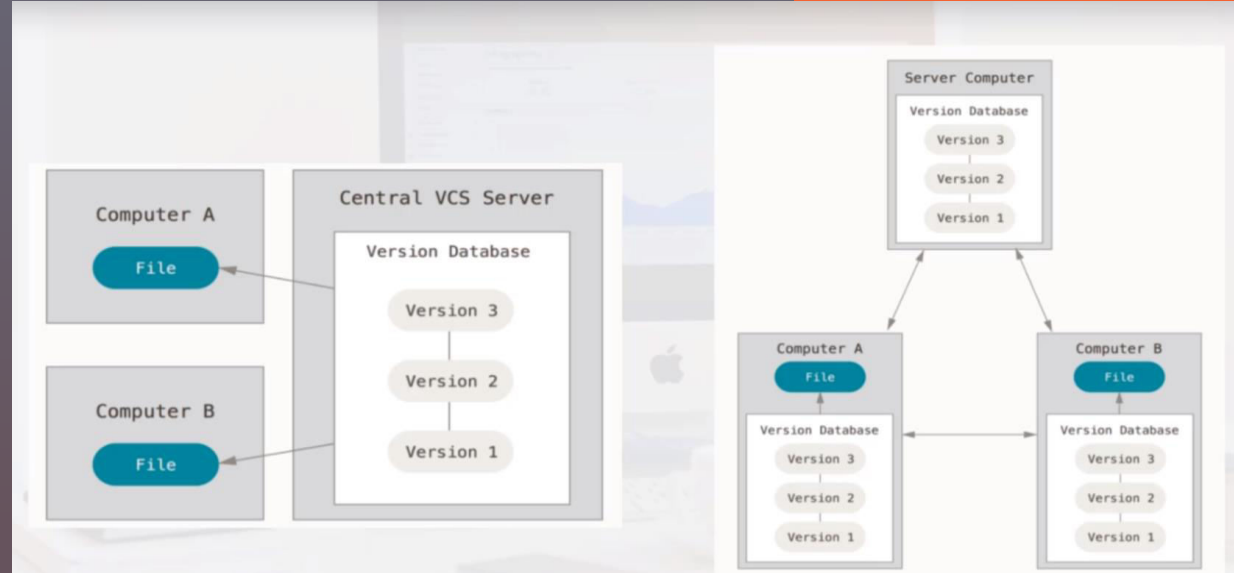 Computer A
File
Computer B
File
Central VCS Server
Version Database
Version 3
Version 2
Version 1
Server Computer
Version Database
Version 3
Version 2
Version 1
Computer A
File
Version Database
Version 3
Version 2
Version 1
Computer B
File
Version Database
Version 3
Version 2
Version 1